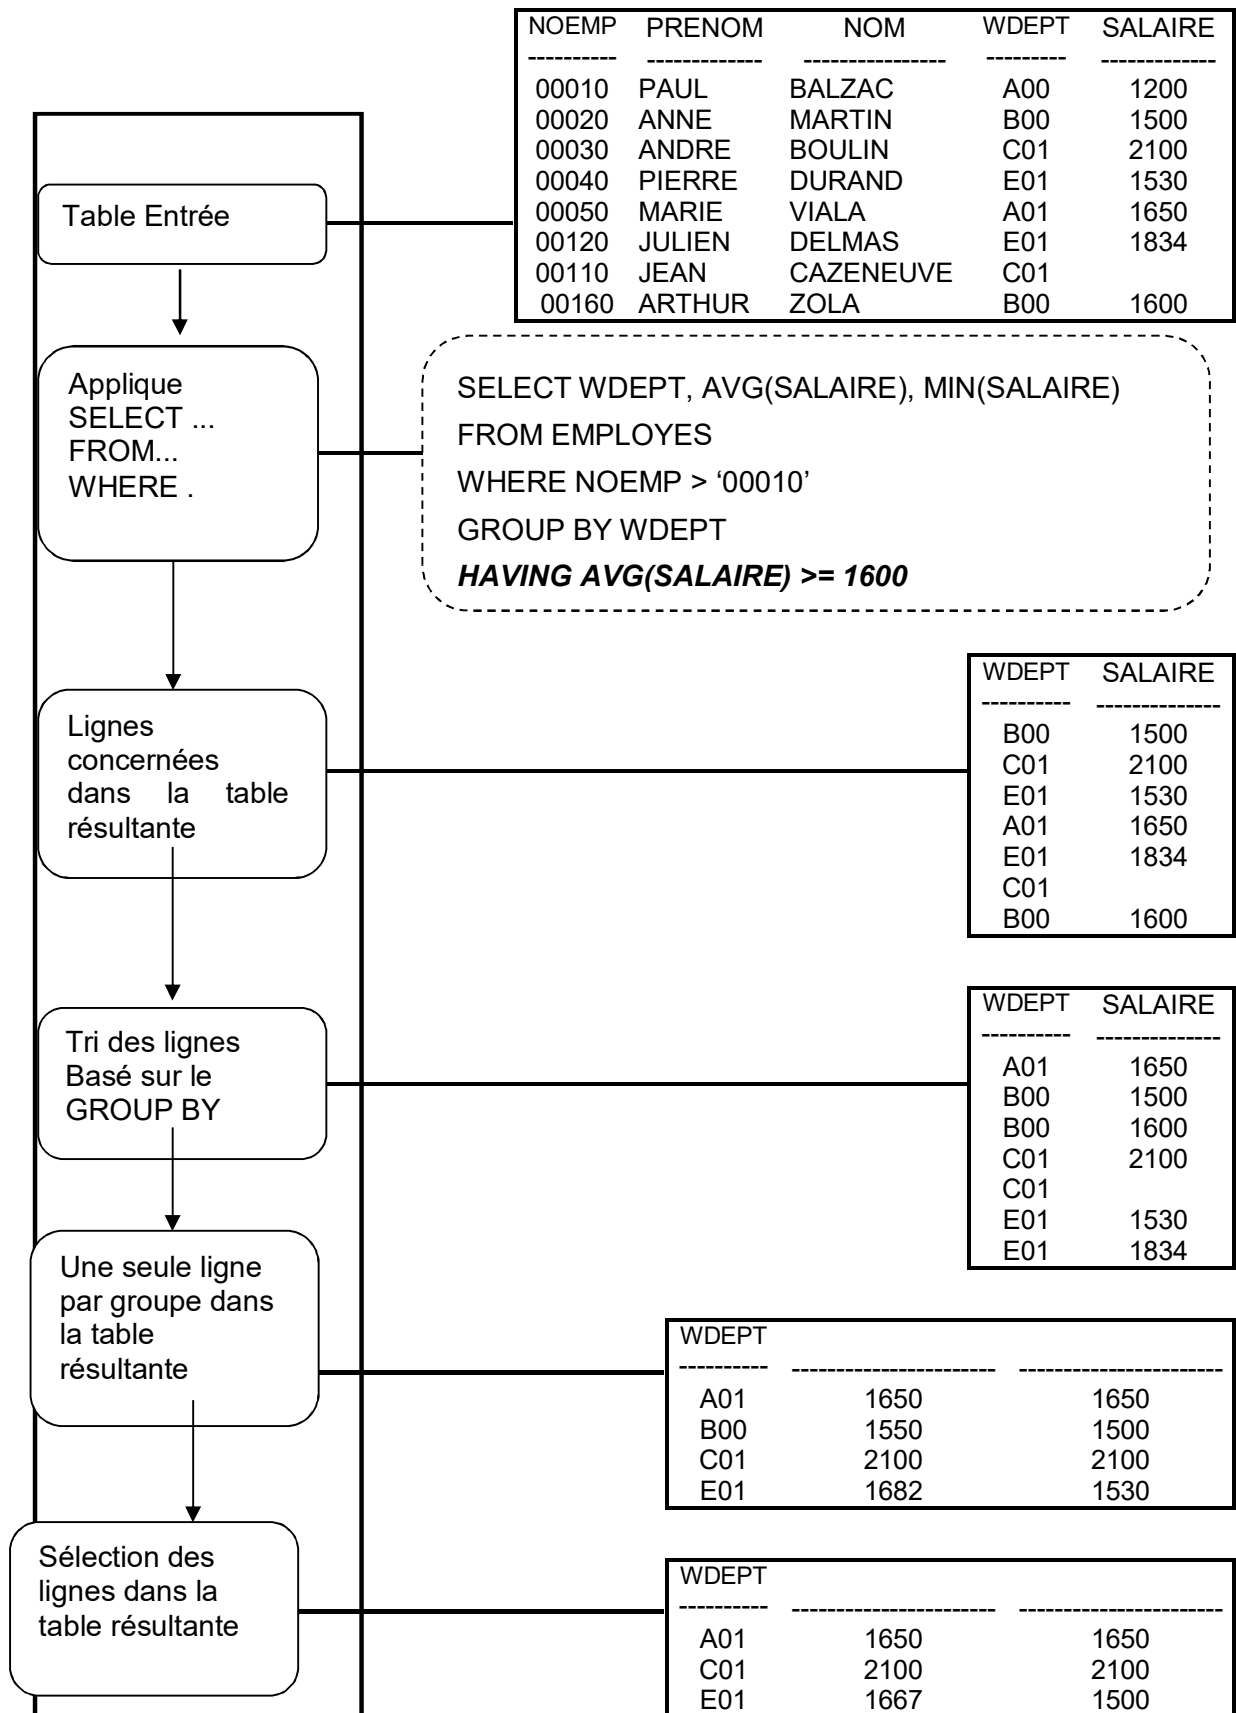 NOEMP PRENOM NOM WDEPT SALAIRE
---------- ------------- ---------------- --------- -------------
00010 PAUL BALZAC A00 1200
00020 ANNE MARTIN B00 1500
00030 ANDRE BOULIN C01 2100
00040 PIERRE DURAND E01 1530
00050 MARIE VIALA A01 1650
00120 JULIEN DELMAS E01 1834
00110 JEAN CAZENEUVE C01
00160 ARTHUR ZOLA B00 1600
Table Entrée
Applique
SELECT ...
FROM...
WHERE .
SELECT WDEPT, AVG(SALAIRE), MIN(SALAIRE)
FROM EMPLOYES
WHERE NOEMP > ‘00010’
GROUP BY WDEPT
HAVING AVG(SALAIRE) >= 1600
Lignes
concernées
dans la table
résultante
WDEPT SALAIRE
---------- --------------
B00 1500
C01 2100
E01 1530
A01 1650
E01 1834
C01
B00 1600
Tri des lignes
Basé sur le
GROUP BY
WDEPT SALAIRE
---------- --------------
A01 1650
B00 1500
B00 1600
C01 2100
C01
E01 1530
E01 1834
Une seule ligne
par groupe dans
la table
résultante
WDEPT
---------- ----------------------- -----------------------
A01 1650 1650
B00 1550 1500
C01 2100 2100
E01 1682 1530
Sélection des
lignes dans la
table résultante
WDEPT
---------- ----------------------- -----------------------
A01 1650 1650
C01 2100 2100
E01 1667 1500